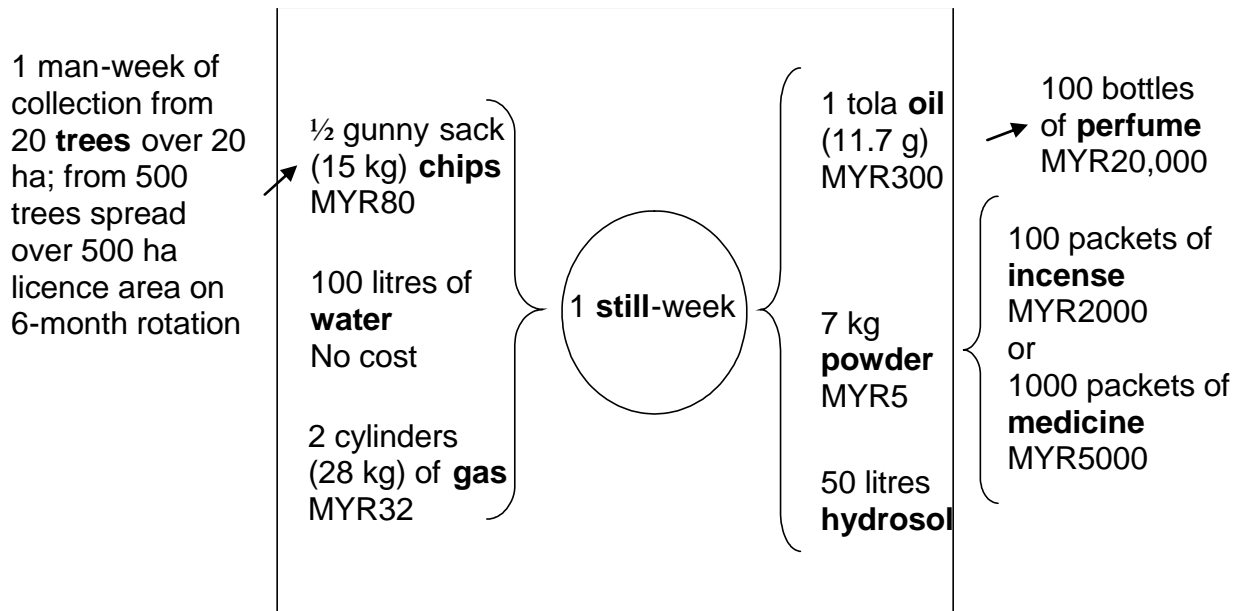 1 man-week of
collection from
20 trees over 20
ha; from 500
trees spread
over 500 ha
licence area on
6-month rotation
½ gunny sack
(15 kg) chips
MYR80
100 litres of
water
No cost
2 cylinders
(28 kg) of gas
MYR32
1 still-week
1 tola oil
(11.7 g)
MYR300
7 kg
powder
MYR5
50 litres
hydrosol
100 bottles
of perfume
MYR20,000
100 packets of
incense
MYR2000
or
1000 packets of
medicine
MYR5000